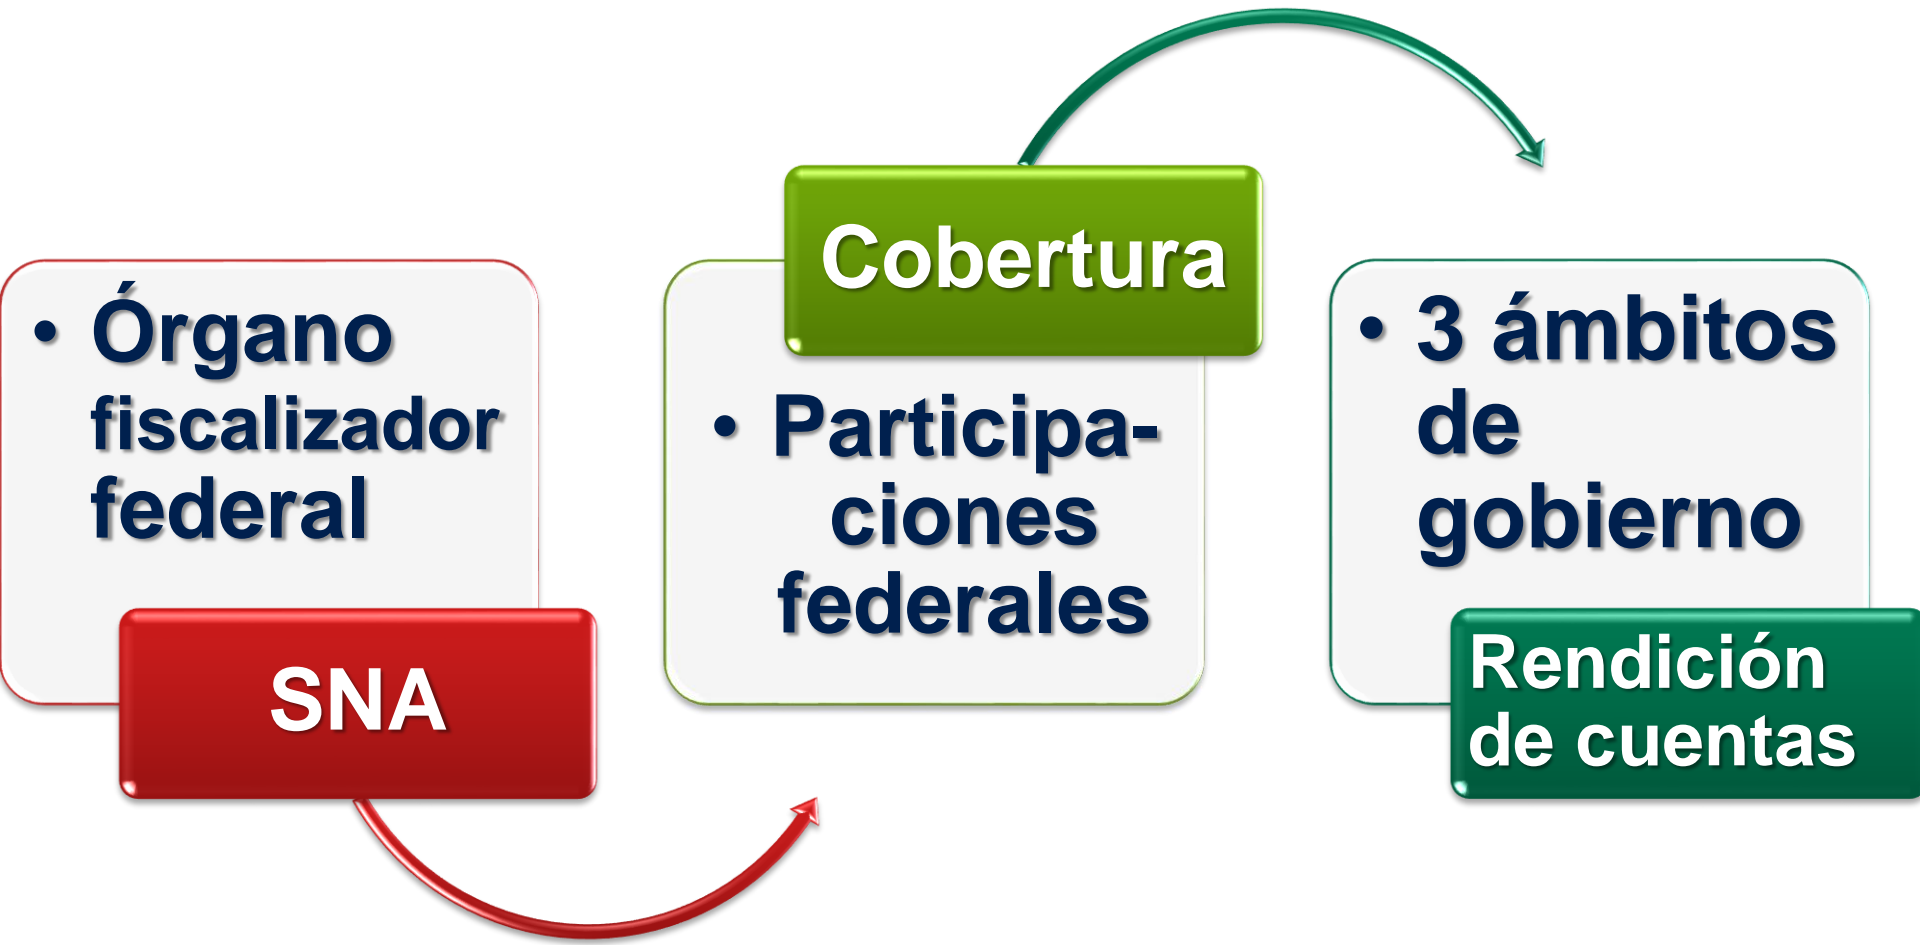 • Órgano
fiscalizador
federal
SNA
Cobertura
• Participa-
ciones
federales
• 3 ámbitos
de
gobierno
Rendición
de cuentas